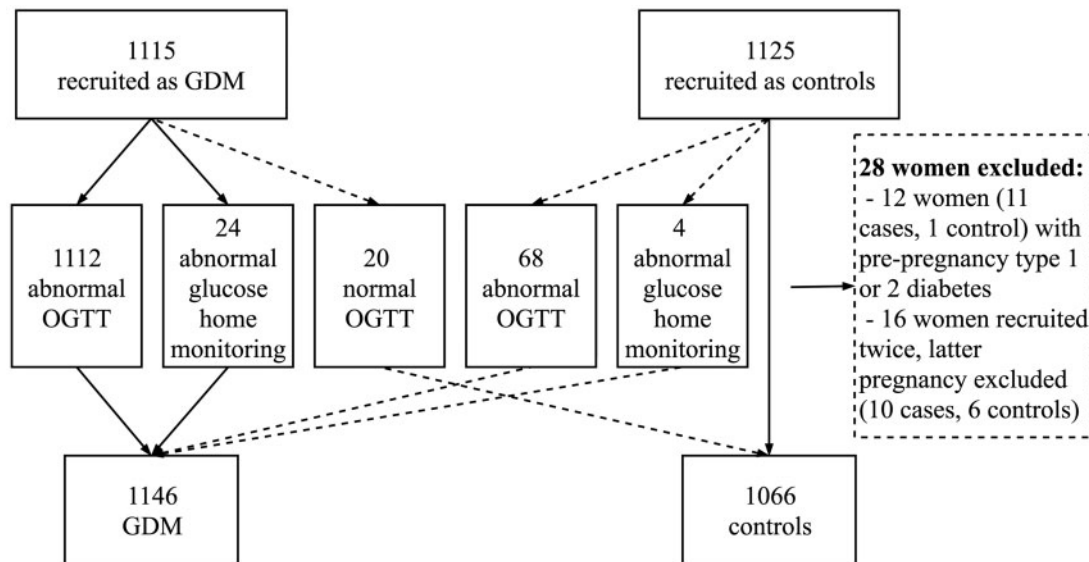 1115
recruited as GDM
1125
recruited as controls
1112
abnormal
OGTT
24
abnormal
glucose
home
monitoring
20
normal
OGTT
68
abnormal
OGTT
4
abnormal
glucose
home
monitoring
28 women excluded:
- 12 women (11
cases, 1 control) with
pre-pregnancy type 1
or 2 diabetes
- 16 women recruited
twice, latter
pregnancy excluded
(10 cases, 6 controls)
1146
GDM
1066
controls